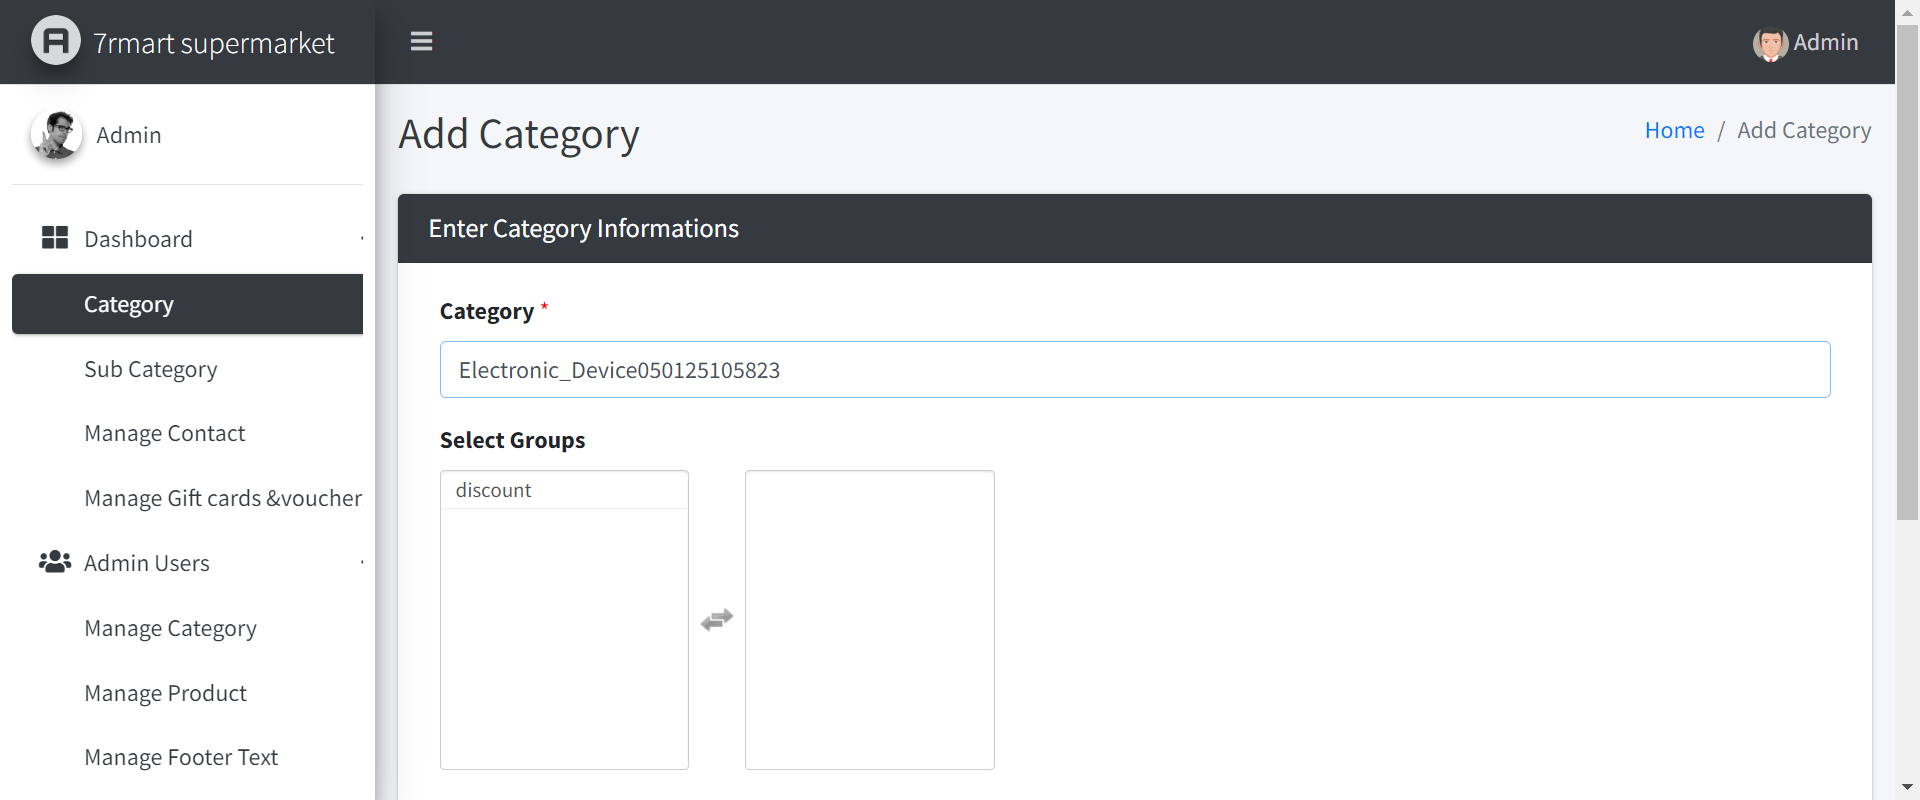 7rmart supermarket
Admin
Admin
Dashboard
Category
Sub Category
Manage Contact
Manage Gift cards &voucher
Admin Users
Manage Category
Manage Product
Manage Footer Text
Add Category
Home / Add Category
Enter Category Informations
Category *
Electronic_Device050125105823
Select Groups
discount